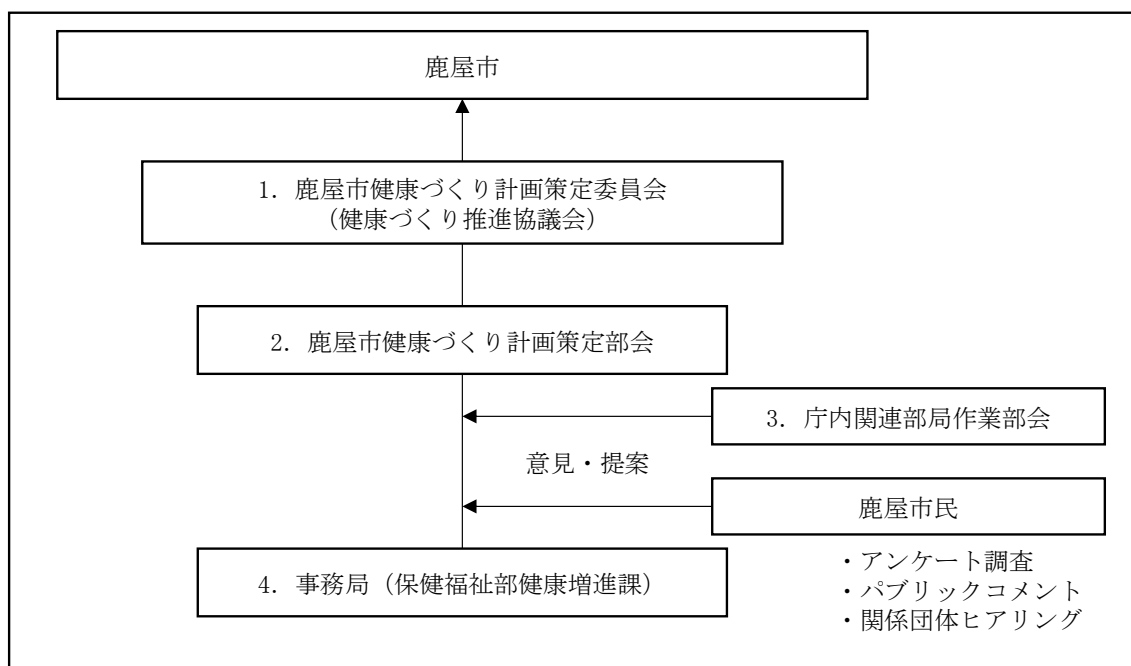 鹿屋市
1. 鹿屋市健康づくり計画策定委員会
（健康づくり推進協議会）
2. 鹿屋市健康づくり計画策定部会
3. 庁内関連部局作業部会
意見・提案
鹿屋市民
4. 事務局（保健福祉部健康増進課）
・アンケート調査
・パブリックコメント
・関係団体ヒアリング